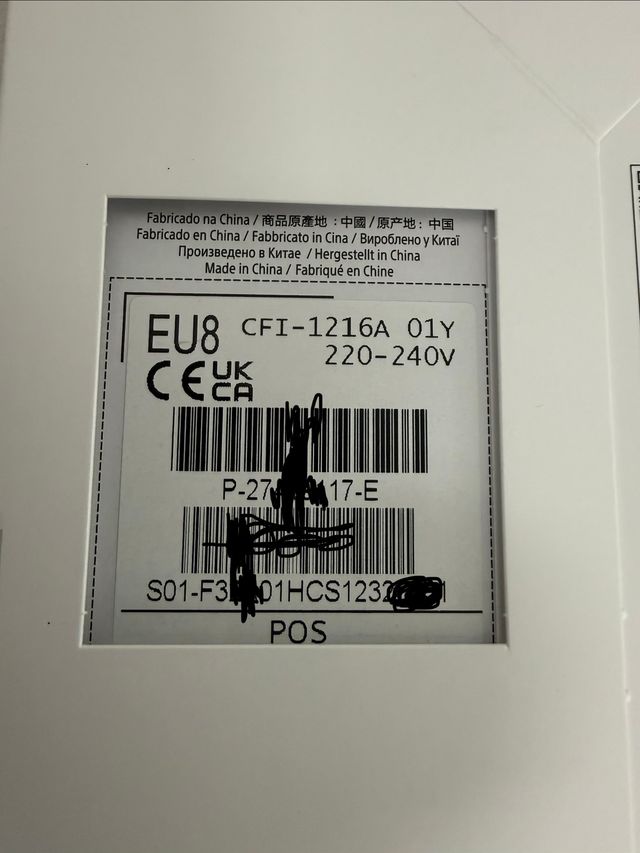 Fabricado na China / 商品原產地：中國 / 原产地：中国
Fabricado en China / Fabbricato in Cina / Вироблено у Китаї
Произведено в Китае / Hergestellt in China
Made in China / Fabriqué en Chine
EU8 CFI-1216A 01Y
220-240V
CE UK
CA
POS